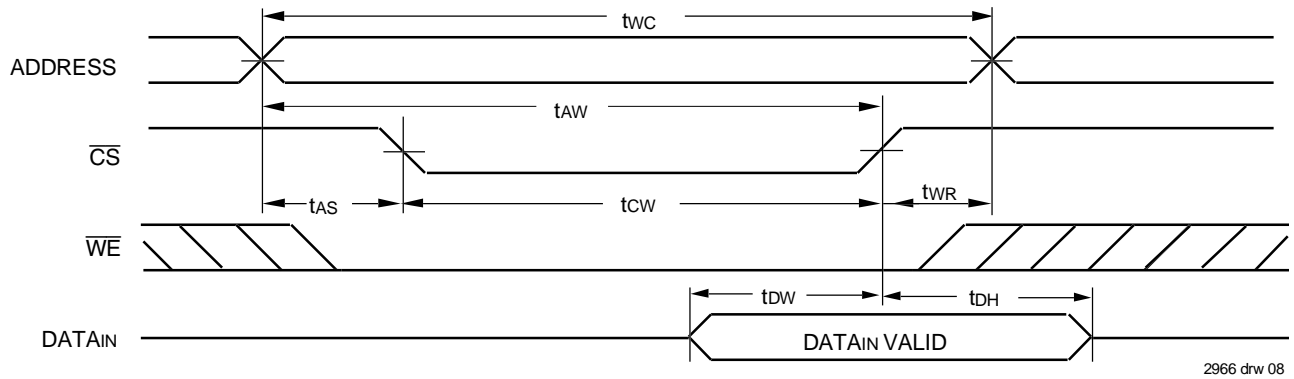 tWC
ADDRESS
tAW
CS
tAS
tCW
tWR
WE
tDW
tDH
DATAIN
DATAIN VALID
2966 drw 08